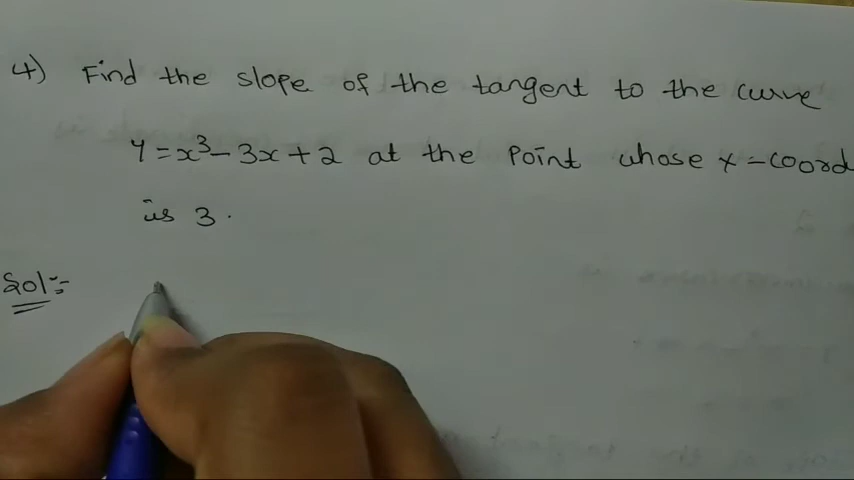 4) Find the slope of the tangent to the curve
y = x³ - 3x + 2 at the point whose x-coord
is 3.
Sol:-